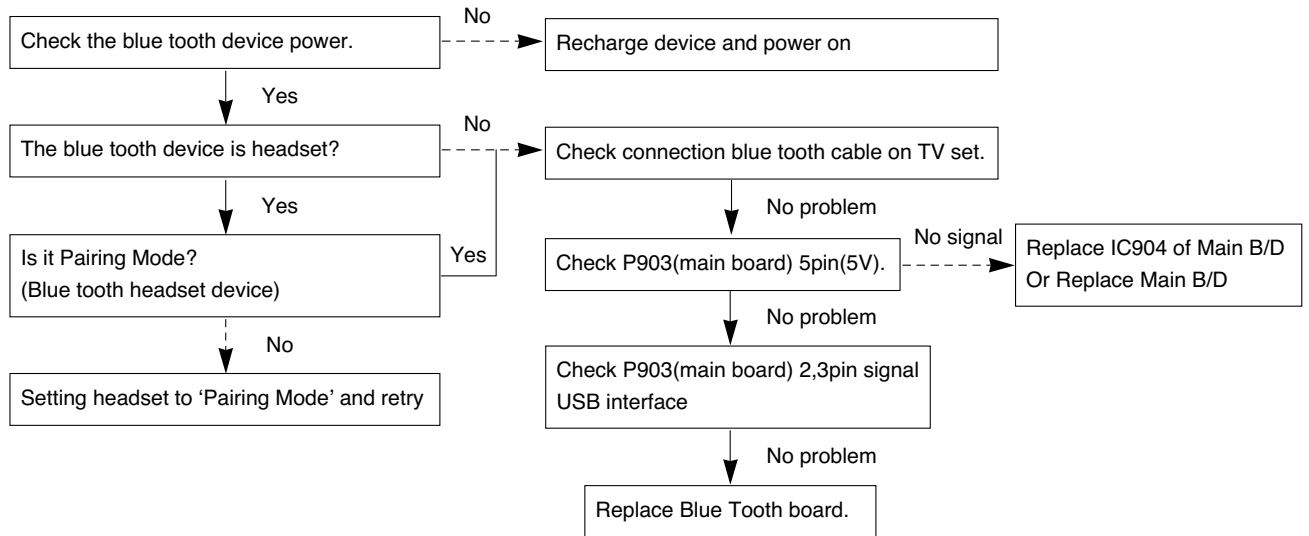 No
Check the blue tooth device power.
Recharge device and power on
Yes
No
The blue tooth device is headset?
Check connection blue tooth cable on TV set.
Yes
No problem
No signal
Is it Pairing Mode?
(Blue tooth headset device)
Yes
Check P903(main board) 5pin(5V).
Replace IC904 of Main B/D
Or Replace Main B/D
No
No problem
Setting headset to ‘Pairing Mode’ and retry
Check P903(main board) 2,3pin signal
USB interface
No problem
Replace Blue Tooth board.